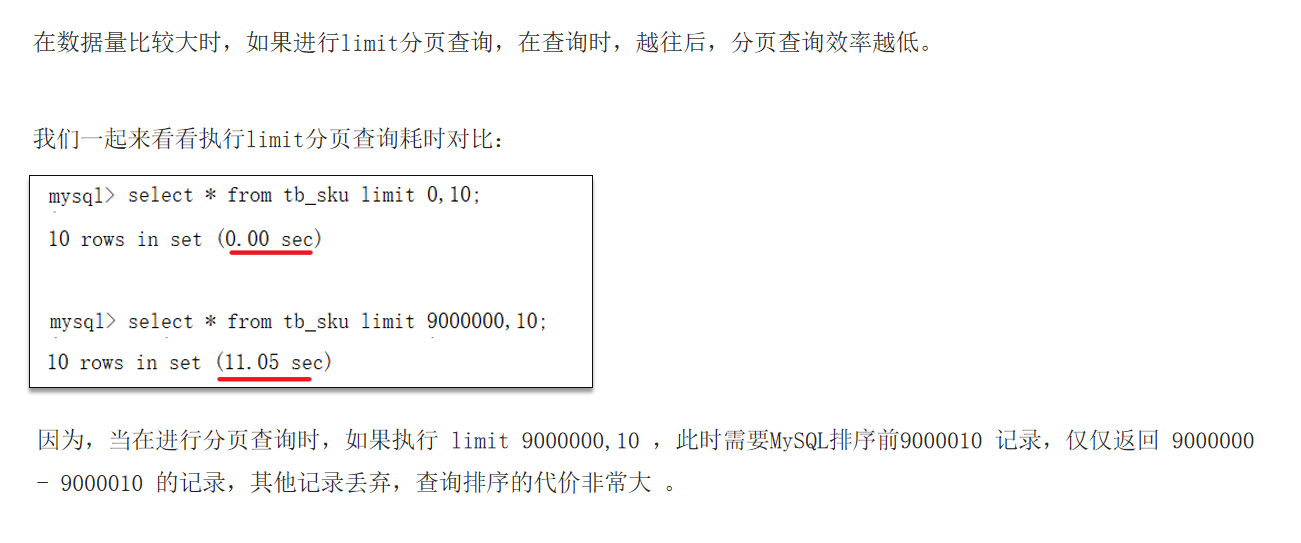 在数据量比较大时，如果进行limit分页查询，在查询时，越往后，分页查询效率越低。
我们一起来看看执行limit分页查询耗时对比：
mysql> select * from tb_sku limit 0,10;
10 rows in set (0.00 sec)
mysql> select * from tb_sku limit 9000000,10;
10 rows in set (11.05 sec)
因为，当在进行分页查询时，如果执行 limit 9000000,10 ，此时需要MySQL排序前9000010 记录，仅仅返回 9000000
- 9000010 的记录，其他记录丢弃，查询排序的代价非常大 。